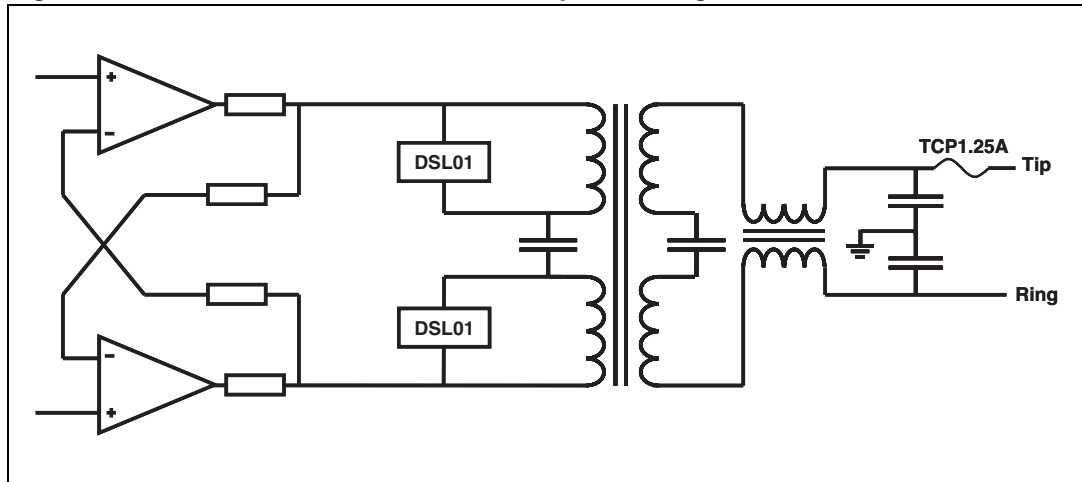 +
-
DSL01
DSL01
-
+
TCP1.25A
Tip
Ring